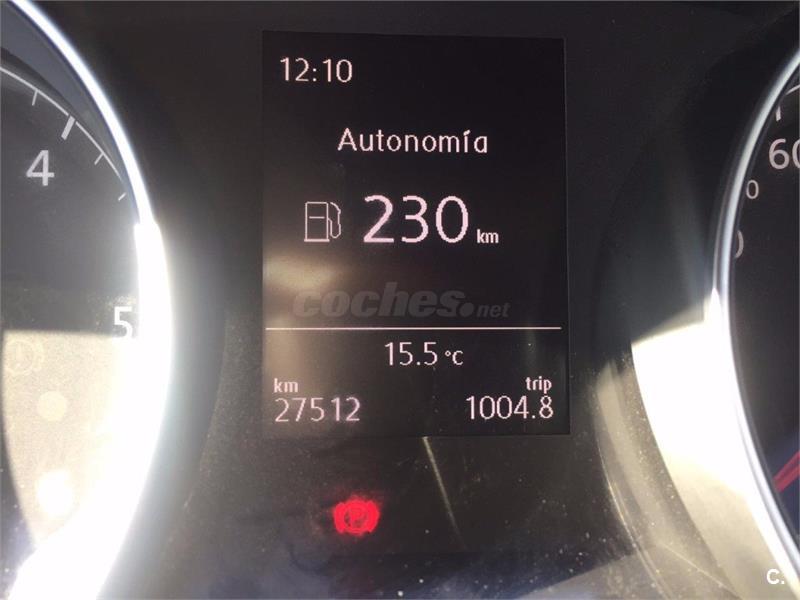 12:10
Autonomía
4
60
230 km
coches.net
5
15.5 °C
km trip
27512 1004.8
P
C.